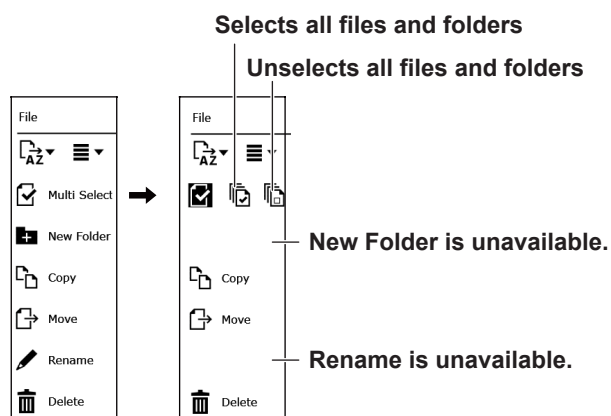 Selects all files and folders
Unselects all files and folders
File
AZ
Multi Select
New Folder
Copy
Move
Rename
Delete
File
AZ
New Folder is unavailable.
Copy
Move
Rename is unavailable.
Delete